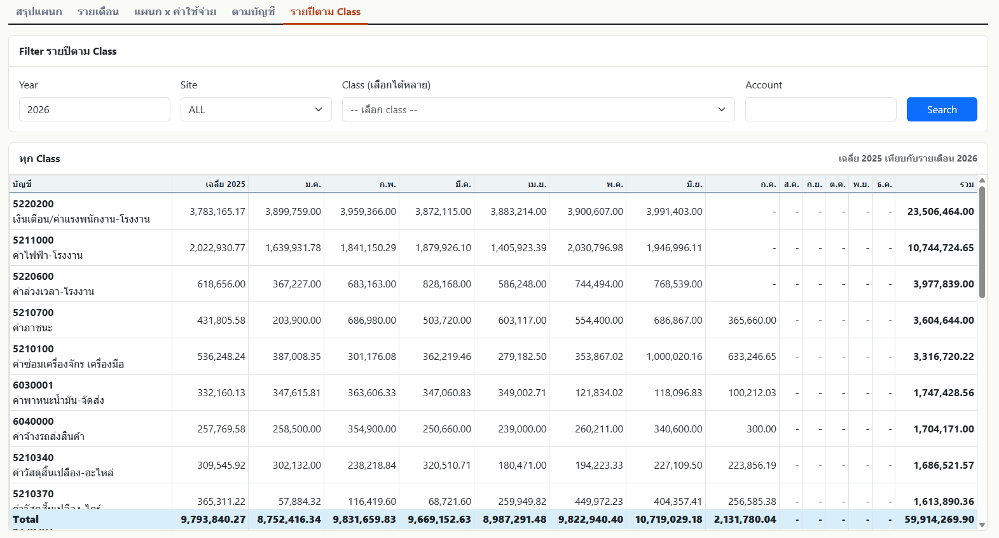 สรุปแผนก รายเดือน แผนก x ค่าใช้จ่าย ตามบัญชี รายปีตาม Class
Filter รายปีตาม Class
Year Site Class (เลือกได้หลาย) Account
2026 ALL -- เลือก class -- Search
ทุก Class เฉลี่ย 2025 เทียบกับรายเดือน 2026
บัญชี เฉลี่ย 2025 ม.ค. ก.พ. มี.ค. เม.ย. พ.ค. มิ.ย. ก.ค. ส.ค. ก.ย. ต.ค. พ.ย. ธ.ค. รวม
5220200
เงินเดือน/ค่าแรงพนักงาน-โรงงาน 3,783,165.17 3,899,759.00 3,959,366.00 3,872,115.00 3,883,214.00 3,900,607.00 3,991,403.00 - - - - - - 23,506,464.00
5211000
ค่าไฟฟ้า-โรงงาน 2,022,930.77 1,639,931.78 1,841,150.29 1,879,926.10 1,405,923.39 2,030,796.98 1,946,996.11 - - - - - - 10,744,724.65
5220600
ค่าล่วงเวลา-โรงงาน 618,656.00 367,227.00 683,163.00 828,168.00 586,248.00 744,494.00 768,539.00 - - - - - - 3,977,839.00
5210700
ค่าภาชนะ 431,805.58 203,900.00 686,980.00 503,720.00 603,117.00 554,400.00 686,867.00 365,660.00 - - - - - 3,604,644.00
5210100
ค่าซ่อมเครื่องจักร เครื่องมือ 536,248.24 387,008.35 301,176.08 362,219.46 279,182.50 353,867.02 1,000,020.16 633,246.65 - - - - - 3,316,720.22
6030001
ค่าพาหนะน้ำมัน-จัดส่ง 332,160.13 347,615.81 363,606.33 347,060.83 349,002.71 121,834.02 118,096.83 100,212.03 - - - - - 1,747,428.56
6040000
ค่าจ้างรถส่งสินค้า 257,769.58 258,500.00 354,900.00 250,660.00 239,000.00 260,211.00 340,600.00 300.00 - - - - - 1,704,171.00
5210340
ค่าวัสดุสิ้นเปลือง-อะไหล่ 309,545.92 302,132.00 238,218.84 320,510.71 180,471.00 194,223.33 227,109.50 223,856.19 - - - - - 1,686,521.57
5210370
365,311.22 57,884.32 116,419.60 68,721.60 259,949.82 449,972.23 404,357.41 256,585.38 - - - - - 1,613,890.36
Total 9,793,840.27 8,752,416.34 9,831,659.83 9,669,152.63 8,987,291.48 9,822,940.40 10,719,029.18 2,131,780.04 - - - - - 59,914,269.90